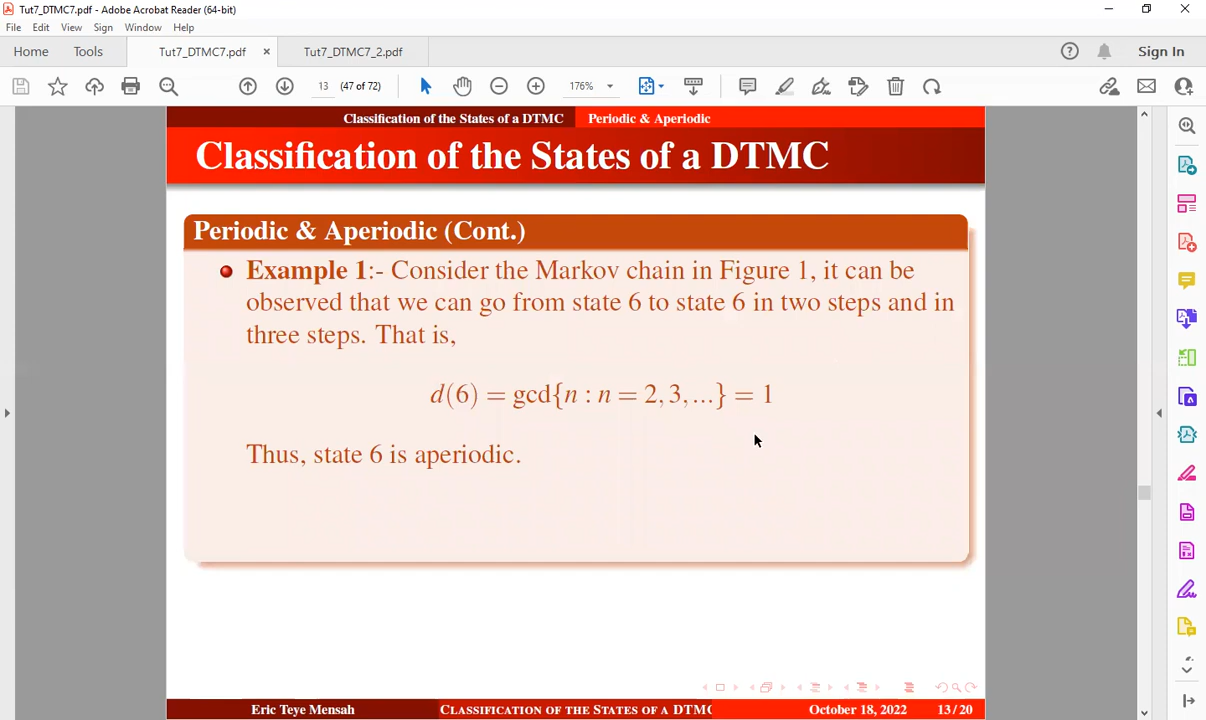 Tut7_DTMC7.pdf - Adobe Acrobat Reader (64-bit)
File Edit View Sign Window Help
Home Tools Tut7_DTMC7.pdf × Tut7_DTMC7_2.pdf Sign In
13 (47 of 72) 176%
Classification of the States of a DTMC Periodic & Aperiodic
Classification of the States of a DTMC
Periodic & Aperiodic (Cont.)
Example 1:- Consider the Markov chain in Figure 1, it can be
observed that we can go from state 6 to state 6 in two steps and in
three steps. That is,
d(6) = gcd{n : n = 2, 3, ...} = 1
Thus, state 6 is aperiodic.
Eric Teye Mensah CLASSIFICATION OF THE STATES OF A DTMC October 18, 2022 13/20